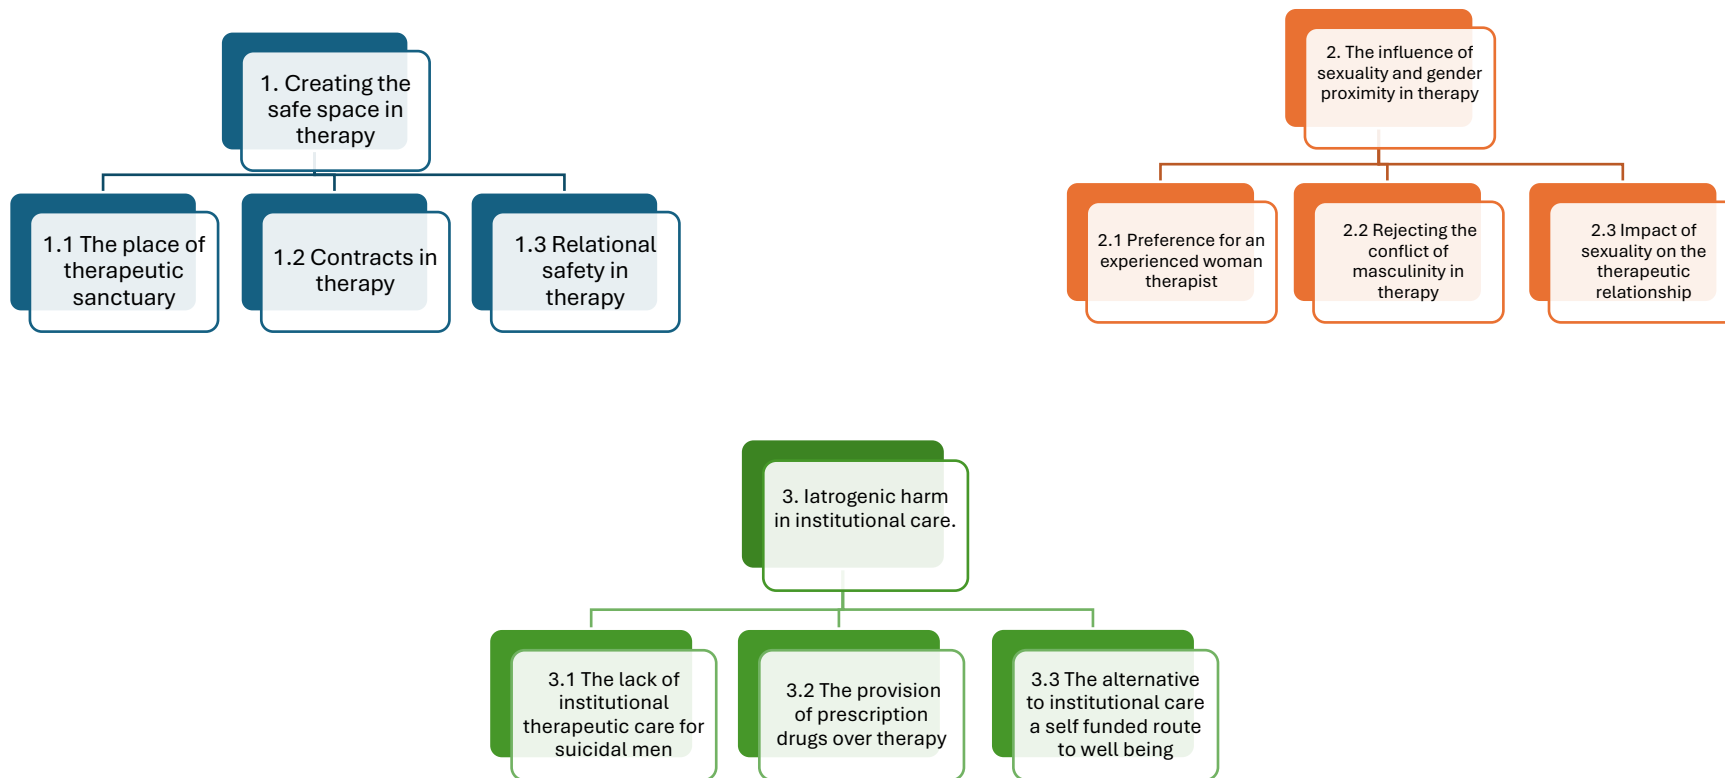 1. Creating the
safe space in
therapy
1.1 The place of
therapeutic
sanctuary
1.2 Contracts in
therapy
1.3 Relational
safety in
therapy
2. The influence of
sexuality and gender
proximity in therapy
2.1 Preference for an
experienced woman
therapist
2.2 Rejecting the
conflict of
masculinity in
therapy
2.3 Impact of
sexuality on the
therapeutic
relationship
3. Iatrogenic harm
in institutional care.
3.1 The lack of
institutional
therapeutic care for
suicidal men
3.2 The provision
of prescription
drugs over therapy
3.3 The alternative
to institutional care
a self funded route
to well being